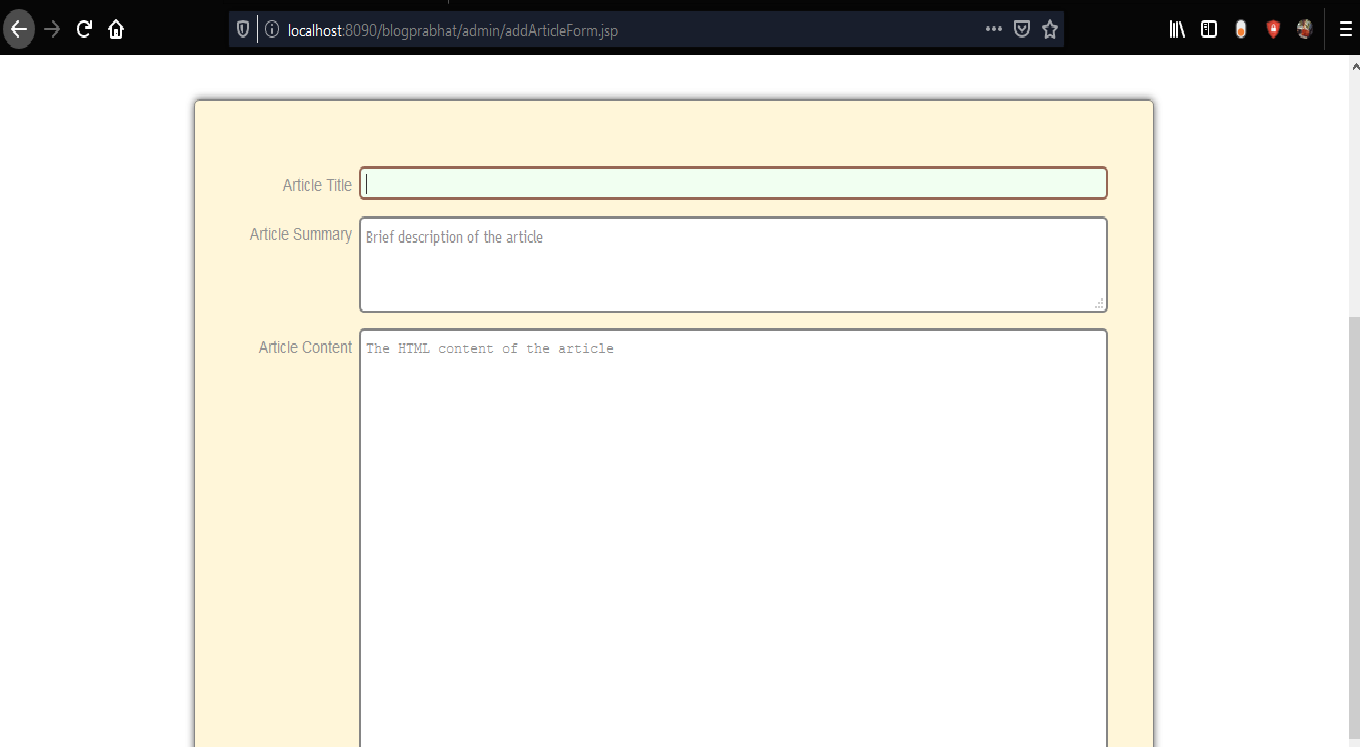 localhost:8090/blogprabhat/admin/addArticleForm.jsp
Article Title
Article Summary
Brief description of the article
Article Content
The HTML content of the article